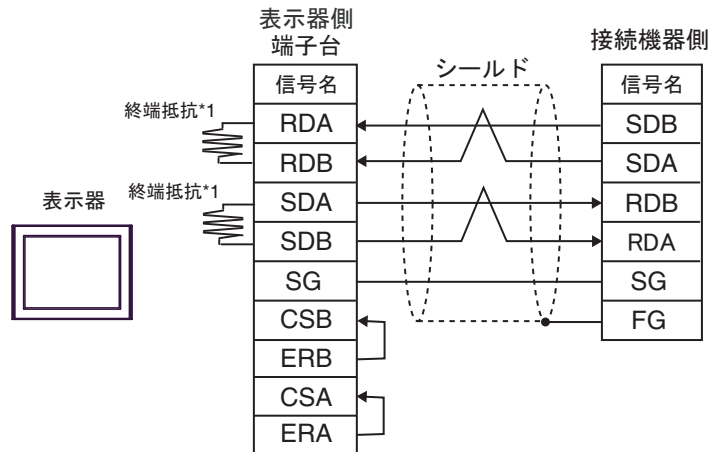 表示器側
端子台
接続機器側
シールド
信号名
信号名
終端抵抗*1
RDA
SDB
RDB
SDA
表示器
終端抵抗*1
SDA
RDB
SDB
RDA
SG
SG
CSB
FG
ERB
CSA
ERA